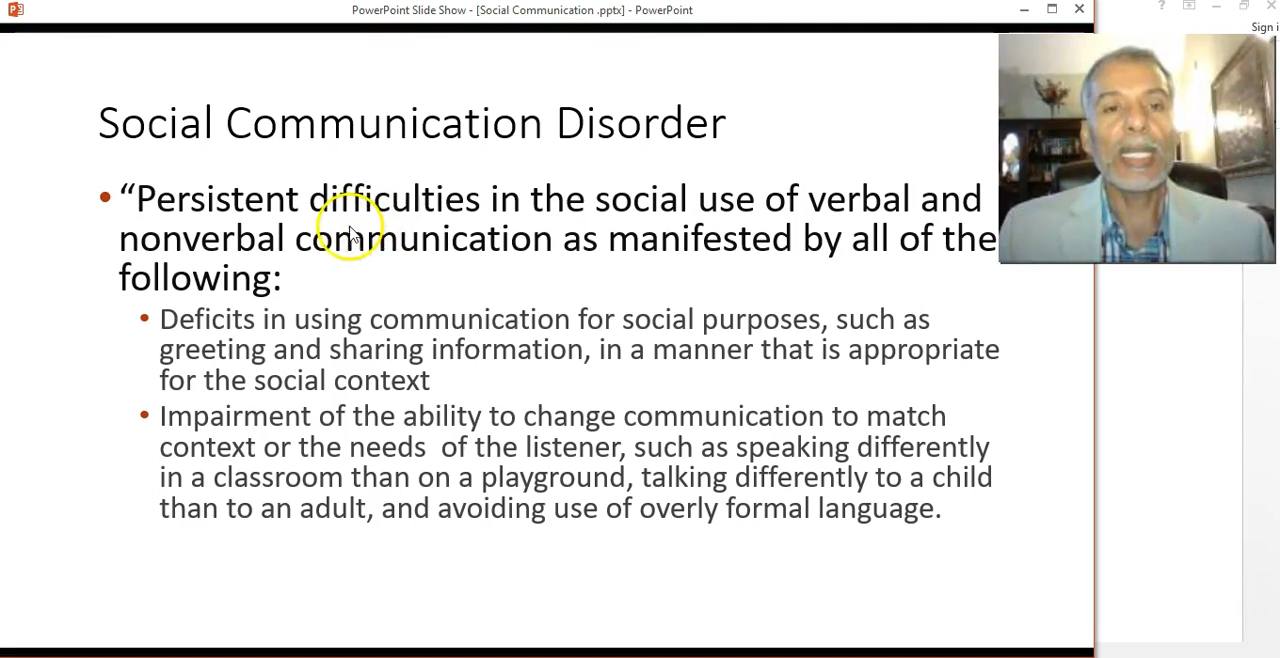 PowerPoint Slide Show - [Social Communication .pptx] - PowerPoint
Sign i
Social Communication Disorder
• “Persistent difficulties in the social use of verbal and
nonverbal communication as manifested by all of the
following:
• Deficits in using communication for social purposes, such as
greeting and sharing information, in a manner that is appropriate
for the social context
• Impairment of the ability to change communication to match
context or the needs  of the listener, such as speaking differently
in a classroom than on a playground, talking differently to a child
than to an adult, and avoiding use of overly formal language.